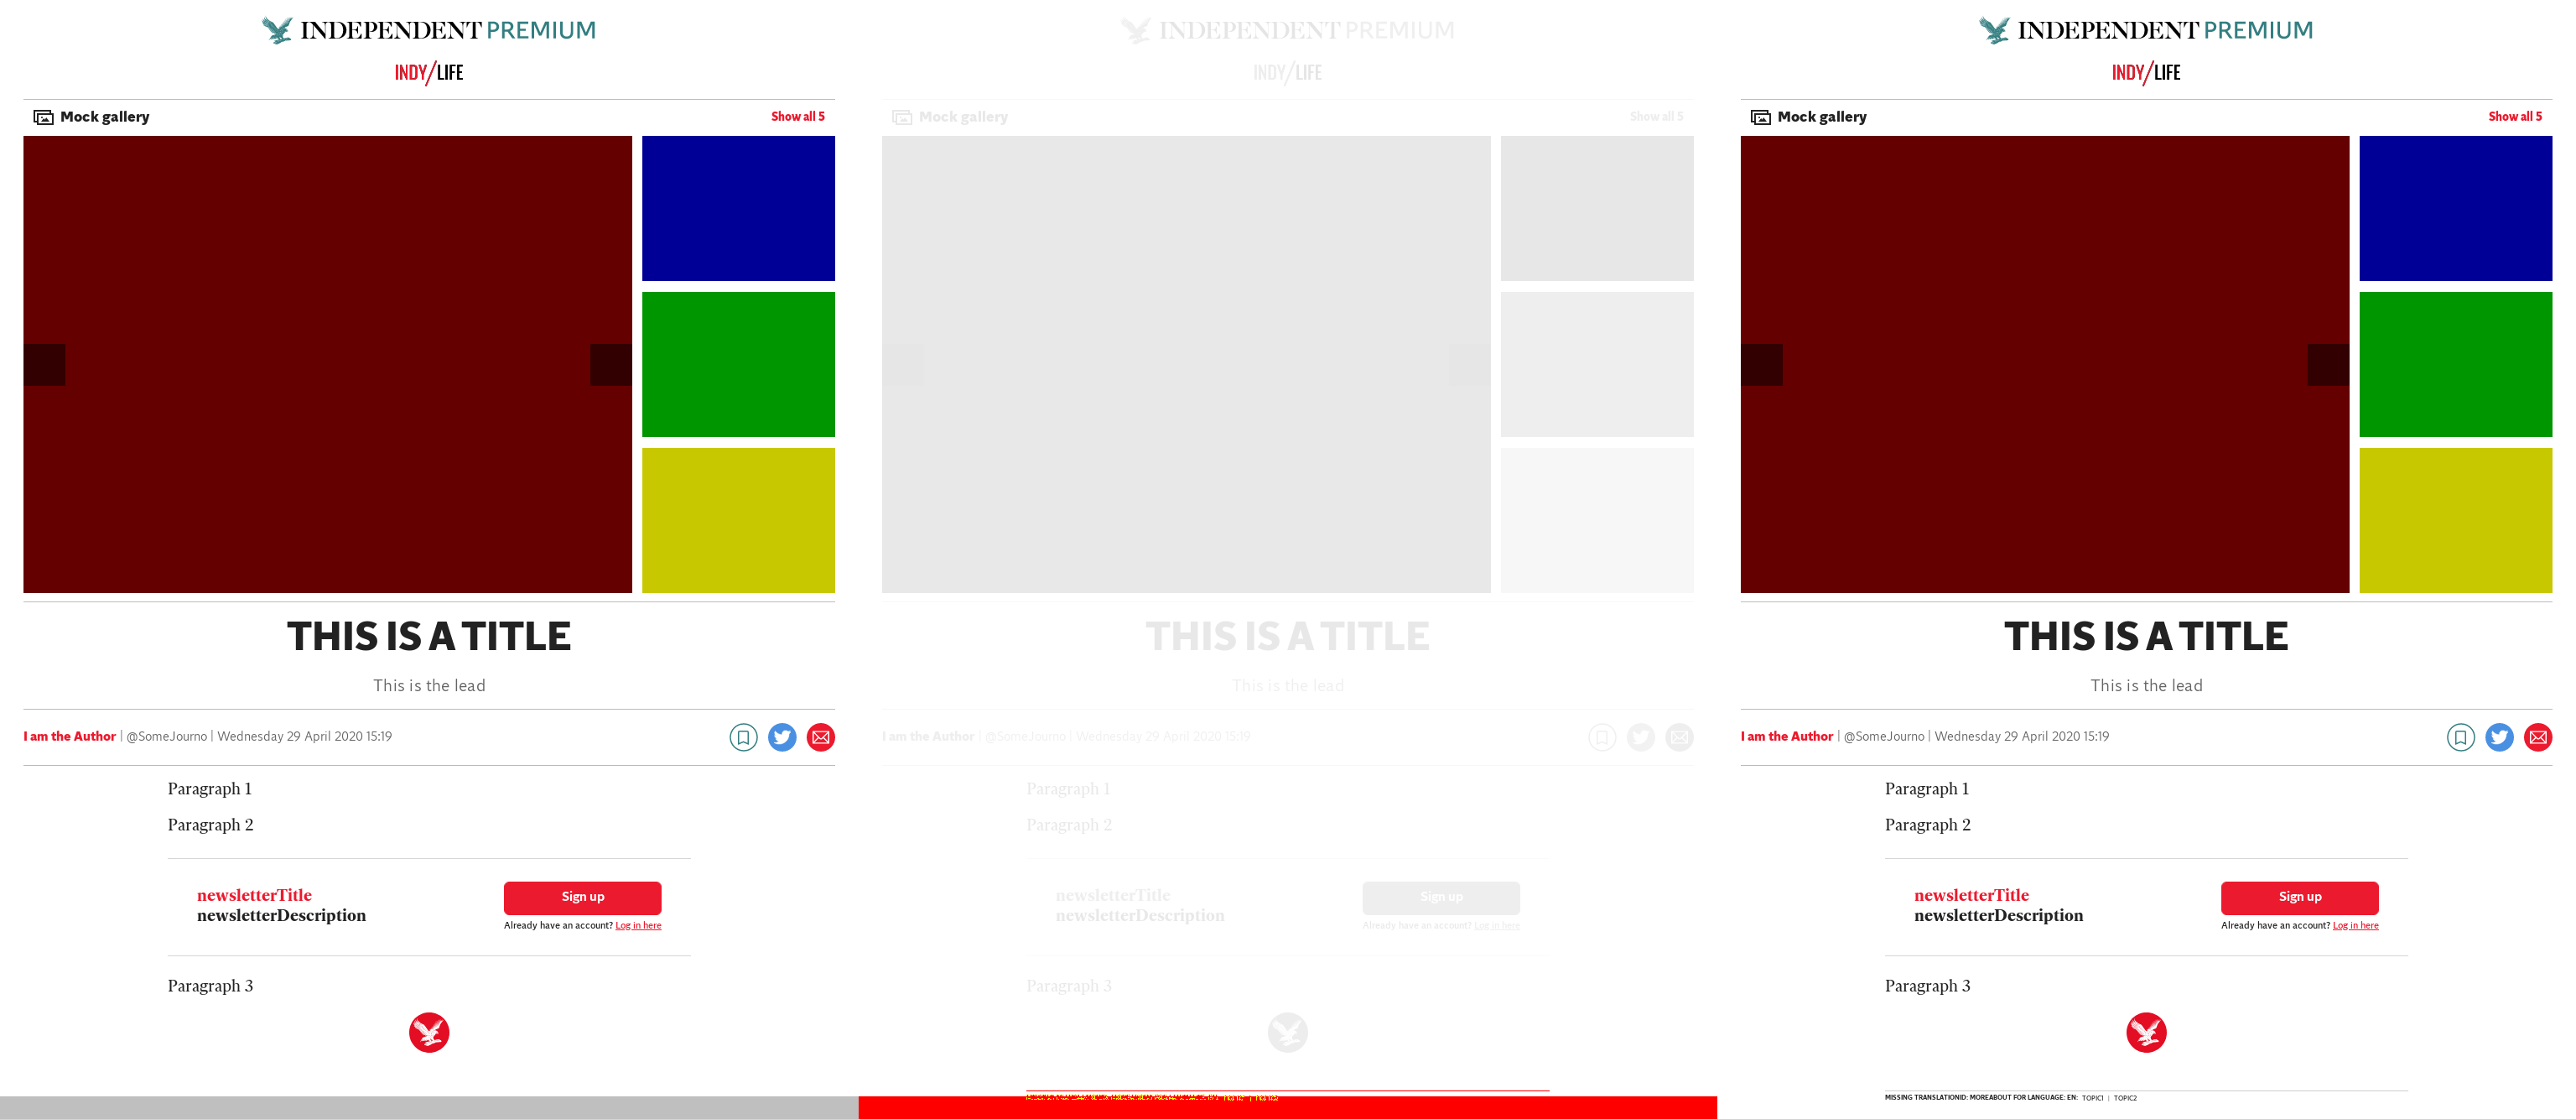 INDEPENDENT PREMIUM
INDY/LIFE
Mock gallery
Show all 5
THIS IS A TITLE
This is the lead
I am the Author | @SomeJourno | Wednesday 29 April 2020 15:19
Paragraph 1
Paragraph 2
newsletterTitle
newsletterDescription
Sign up
Already have an account? Log in here
Paragraph 3
INDEPENDENT PREMIUM
INDY/LIFE
Mock gallery
Show all 5
THIS IS A TITLE
This is the lead
I am the Author | @SomeJourno | Wednesday 29 April 2020 15:19
Paragraph 1
Paragraph 2
newsletterTitle
newsletterDescription
Sign up
Already have an account? Log in here
Paragraph 3
INDEPENDENT PREMIUM
INDY/LIFE
Mock gallery
Show all 5
THIS IS A TITLE
This is the lead
I am the Author | @SomeJourno | Wednesday 29 April 2020 15:19
Paragraph 1
Paragraph 2
newsletterTitle
newsletterDescription
Sign up
Already have an account? Log in here
Paragraph 3
MISSING TRANSLATIONID: MOREABOUT FOR LANGUAGE: EN: TOPIC1 | TOPIC2